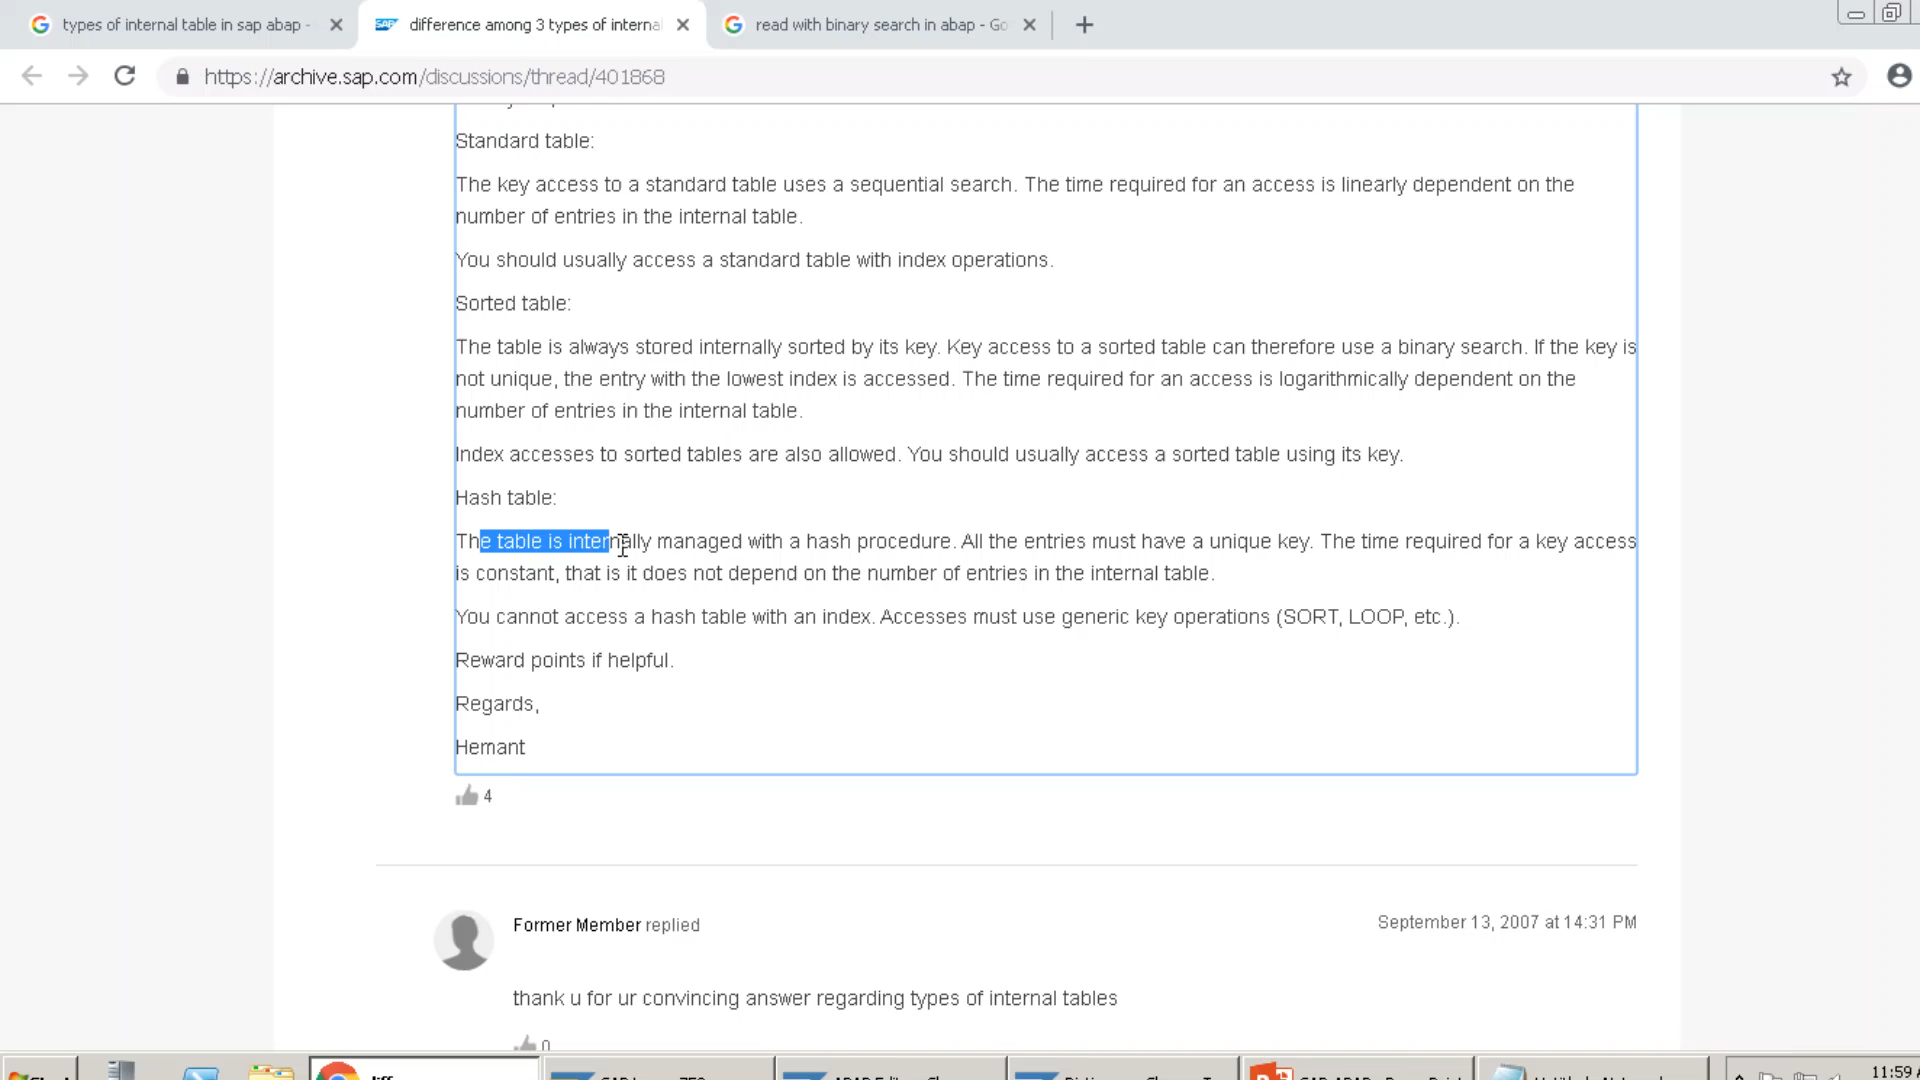 types of internal table in sap abap -
difference among 3 types of interna
read with binary search in abap - Go
https://archive.sap.com/discussions/thread/401868
Standard table:
The key access to a standard table uses a sequential search. The time required for an access is linearly dependent on the
number of entries in the internal table.
You should usually access a standard table with index operations.
Sorted table:
The table is always stored internally sorted by its key. Key access to a sorted table can therefore use a binary search. If the key is
not unique, the entry with the lowest index is accessed. The time required for an access is logarithmically dependent on the
number of entries in the internal table.
Index accesses to sorted tables are also allowed. You should usually access a sorted table using its key.
Hash table:
The table is internally managed with a hash procedure. All the entries must have a unique key. The time required for a key access
is constant, that is it does not depend on the number of entries in the internal table.
You cannot access a hash table with an index. Accesses must use generic key operations (SORT, LOOP, etc.).
Reward points if helpful.
Regards,
Hemant
4
Former Member replied
September 13, 2007 at 14:31 PM
thank u for ur convincing answer regarding types of internal tables
0
11:59